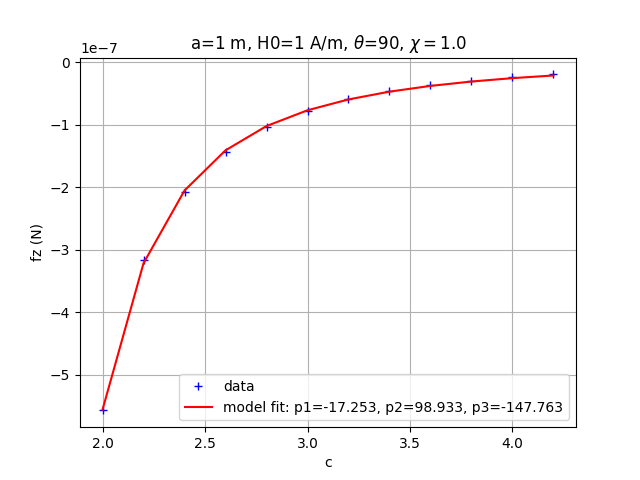 a=1 m, H0=1 A/m, θ=90, χ = 1.0
1e−7
0
−1
−2
−3
−4
−5
fz (N)
2.0 2.5 3.0 3.5 4.0
c
data
model fit: p1=-17.253, p2=98.933, p3=-147.763